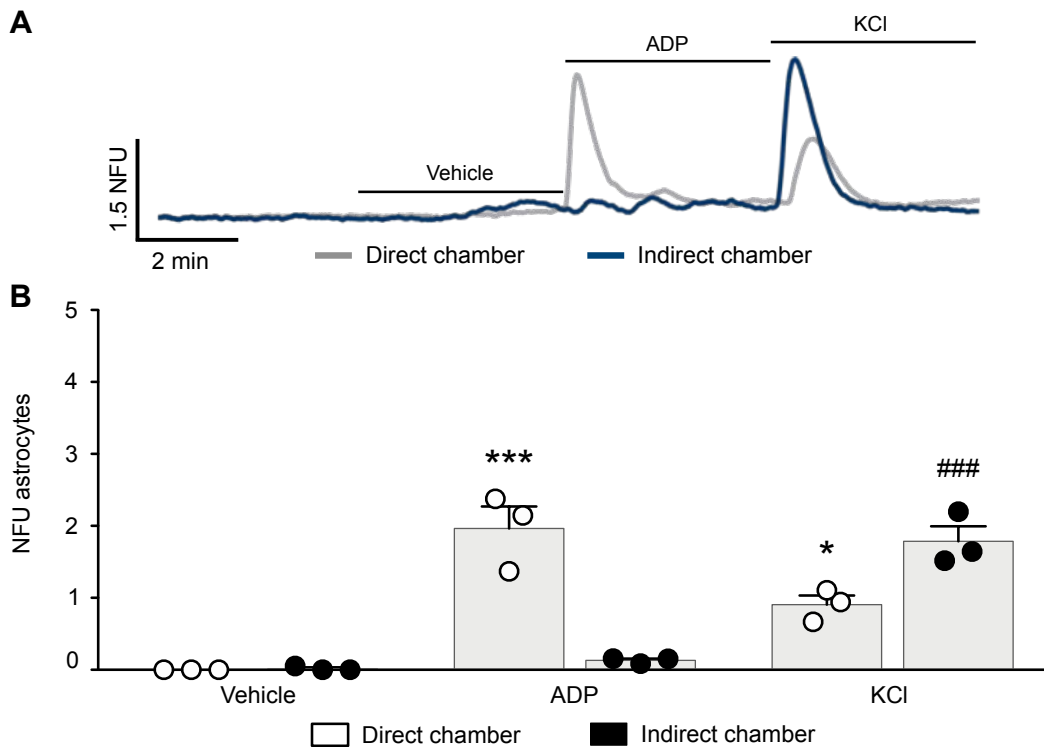 A
KCl
ADP
Vehicle
1.5 NFU
2 min
Direct chamber Indirect chamber
B
NFU astrocytes
5
4
3
2
1
0
***
*
###
Vehicle ADP KCl
Direct chamber Indirect chamber